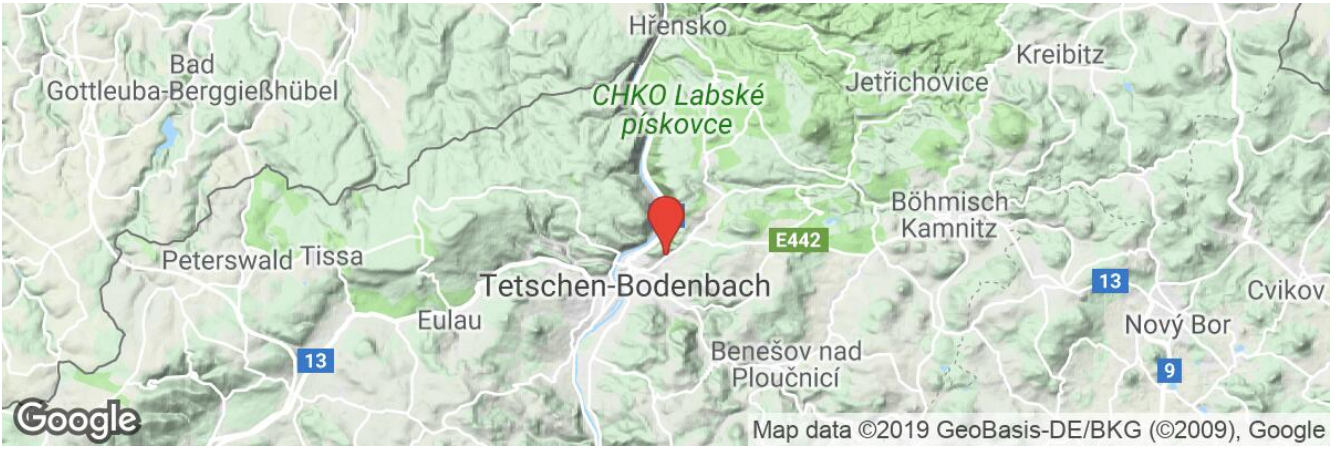 Hřensko
Bad
Gottleuba-Berggießhübel
Kreibitz
Jetřichovice
CHKO Labské
pískovce
Böhmisch
Kamnitz
E442
Peterswald
Tissa
Tetschen-Bodenbach
13
Cvikov
Eulau
Nový Bor
13
Benešov nad
Ploučnicí
9
Google
Map data ©2019 GeoBasis-DE/BKG (©2009), Google